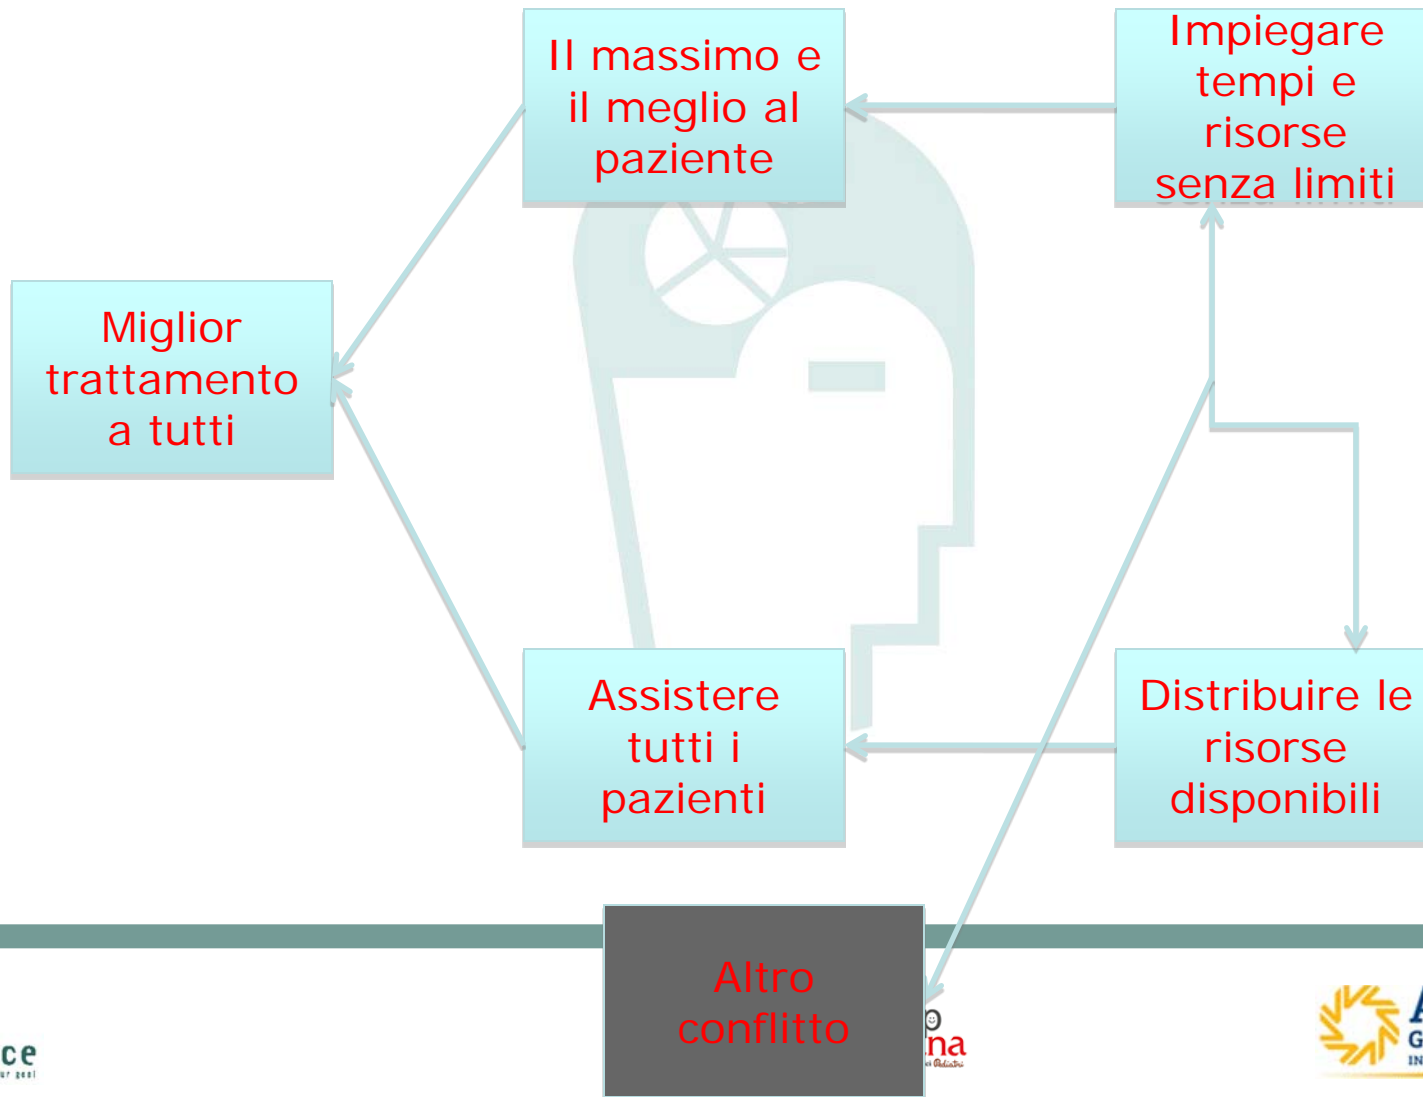 Il massimo e
il meglio al
paziente
Impiegare
tempi e
risorse
senza limiti
Miglior
trattamento
a tutti
Assistere
tutti i
pazienti
Distribuire le
risorse
disponibili
Altro
conflitto